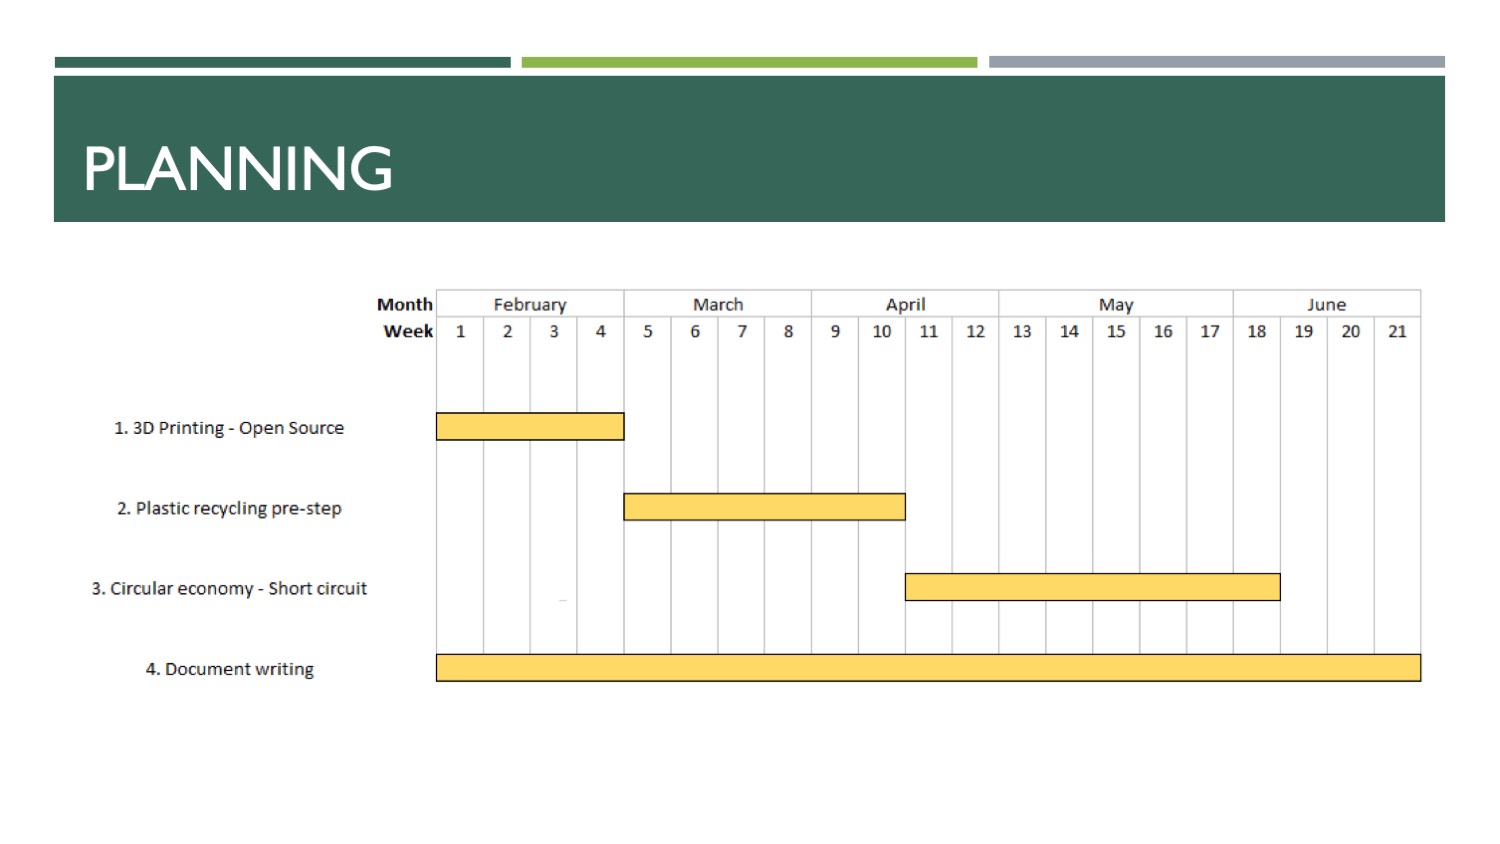 PLANNING
Month February March April May June
Week 1 2 3 4 5 6 7 8 9 10 11 12 13 14 15 16 17 18 19 20 21
1. 3D Printing - Open Source
2. Plastic recycling pre-step
3. Circular economy - Short circuit
4. Document writing